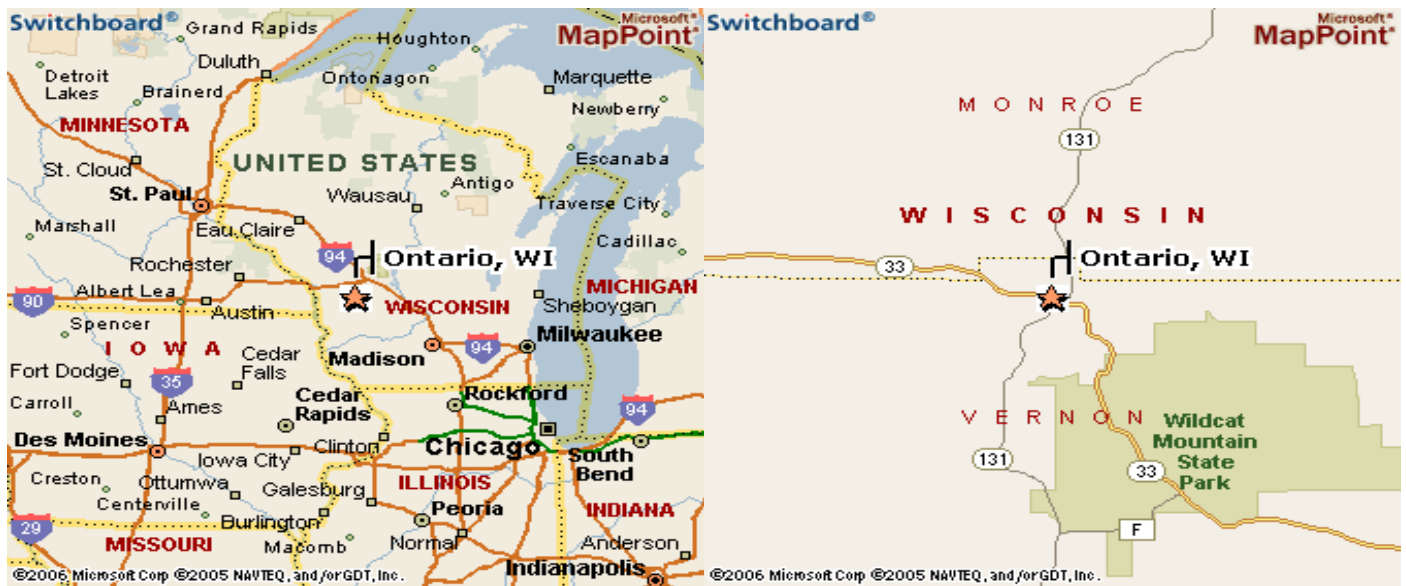 Switchboard®
Microsoft®
MapPoint®
Grand Rapids
Houghton
Duluth
Detroit
Lakes
Ontonagon
Marquette
Brainerd
Newberry
MINNESOTA
UNITED STATES
Escanaba
St. Cloud
Antigo
St. Paul
Wausau
Traverse City
Marshall
Eau Claire
Cadillac
94
Ontario, WI
Rochester
Albert Lea
WISCONSIN
MICHIGAN
90
Austin
Sheboygan
Spencer
Milwaukee
IOWA
Madison
94
Cedar
Falls
Fort Dodge
35
Rockford
Carroll
Ames
Cedar
Rapids
94
Des Moines
Clinton
Chicago
Iowa City
South
Bend
Creston
Ottumwa
Galesburg
ILLINOIS
Centerville
Peoria
INDIANA
29
Burlington
MISSOURI
Macomb
Normal
Anderson
Indianapolis
©2006 Microsoft Corp ©2005 NAVTEQ, and/or GDT, Inc.
Switchboard®
Microsoft®
MapPoint®
MONROE
131
WISCONSIN
Ontario, WI
33
VERNON
Wildcat
Mountain
State
Park
131
33
F
©2006 Microsoft Corp ©2005 NAVTEQ, and/or GDT, Inc.